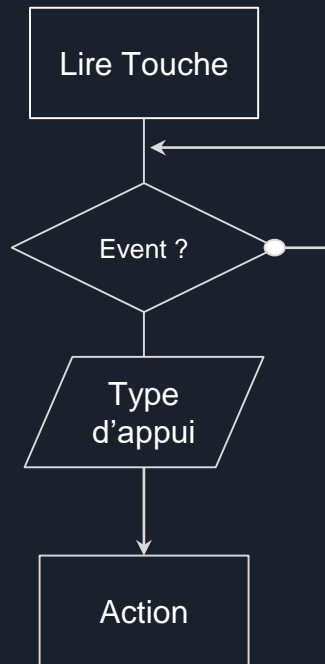 Lire Touche
Event ?
Type
d’appui
Action